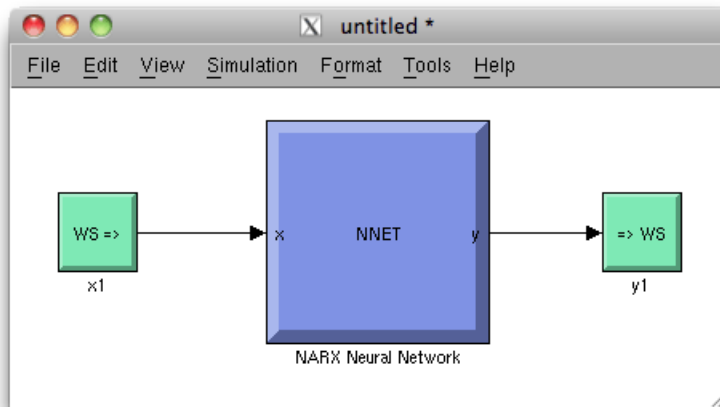 X untitled *
File Edit View Simulation Format Tools Help
WS => x NNET y => WS
x1 y1
NARX Neural Network